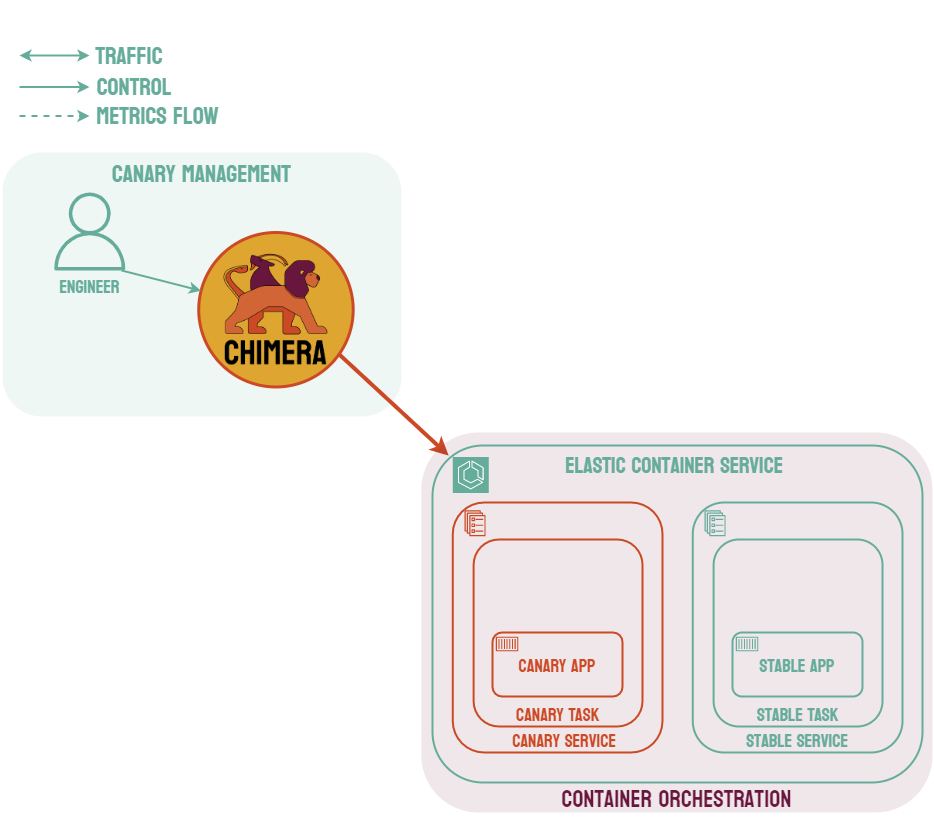 TRAFFIC
CONTROL
METRICS FLOW
CANARY MANAGEMENT
ENGINEER
CHIMERA
ELASTIC CONTAINER SERVICE
CANARY APP
STABLE APP
CANARY TASK
STABLE TASK
CANARY SERVICE
STABLE SERVICE
CONTAINER ORCHESTRATION